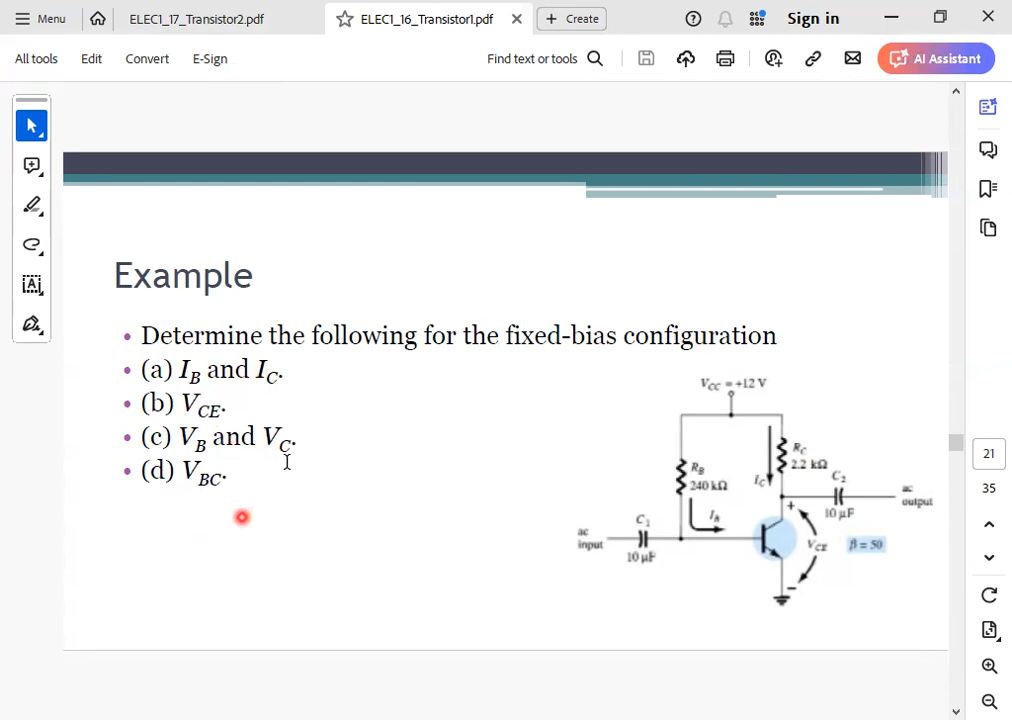 Menu
ELEC1_17_Transistor2.pdf
ELEC1_16_Transistor1.pdf
Create
Sign in
All tools
Edit
Convert
E-Sign
Find text or tools
AI Assistant
Example
• Determine the following for the fixed-bias configuration
• (a) I_B and I_C.
• (b) V_CE.
• (c) V_B and V_C.
• (d) V_BC.
V_CC = +12 V
R_C
2.2 kΩ
R_B
240 kΩ
I_C
C_2
ac
output
10 μF
I_B
C_1
ac
input
10 μF
+
V_CE
−
β = 50
21
35